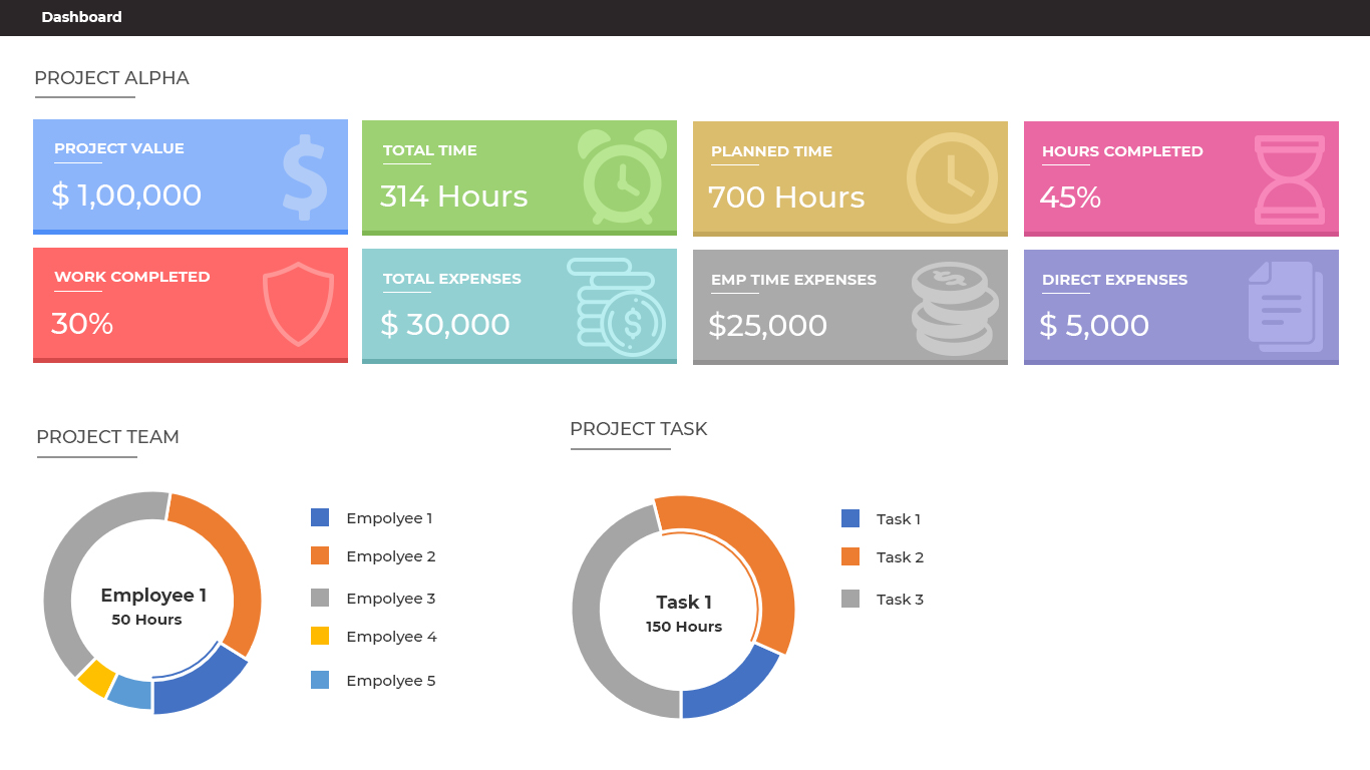 Dashboard
PROJECT ALPHA
PROJECT VALUE
$ 1,00,000
TOTAL TIME
314 Hours
PLANNED TIME
700 Hours
HOURS COMPLETED
45%
WORK COMPLETED
30%
TOTAL EXPENSES
$ 30,000
EMP TIME EXPENSES
$25,000
DIRECT EXPENSES
$ 5,000
PROJECT TEAM
Employee 1
50 Hours
Empolyee 1
Empolyee 2
Empolyee 3
Empolyee 4
Empolyee 5
PROJECT TASK
Task 1
150 Hours
Task 1
Task 2
Task 3